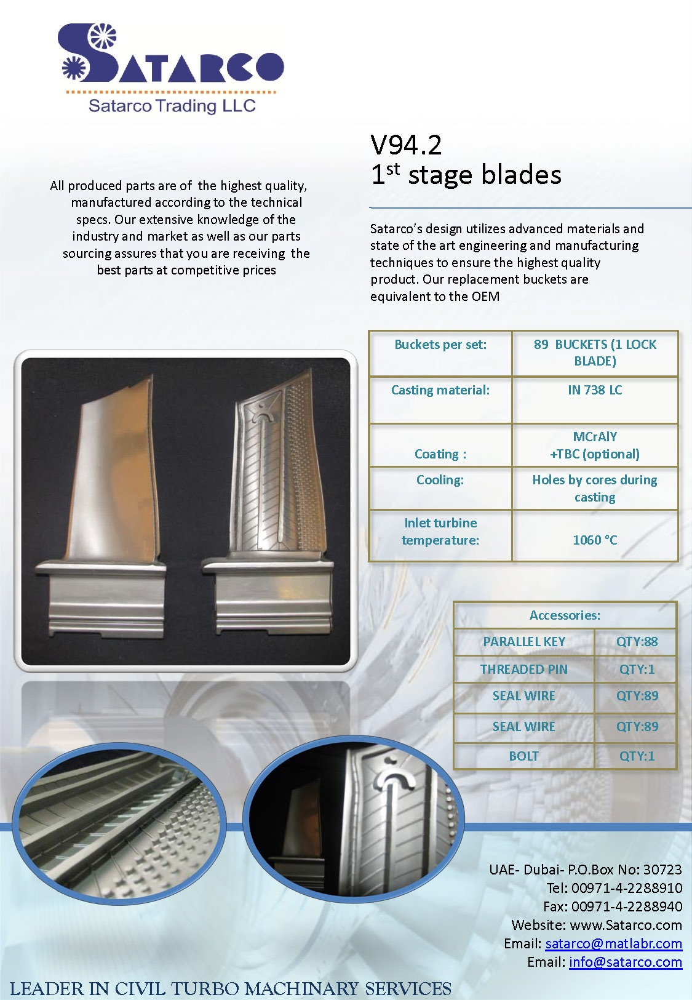 SATARCO
Satarco Trading LLC
V94.2
1st stage blades
All produced parts are of the highest quality,
manufactured according to the technical
specs. Our extensive knowledge of the
industry and market as well as our parts
sourcing assures that you are receiving the
best parts at competitive prices
Satarco’s design utilizes advanced materials and
state of the art engineering and manufacturing
techniques to ensure the highest quality
product. Our replacement buckets are
equivalent to the OEM
Buckets per set: 89 BUCKETS (1 LOCK
BLADE)
Casting material: IN 738 LC
MCrAlY
Coating : +TBC (optional)
Cooling: Holes by cores during
casting
Inlet turbine
temperature: 1060 ºC
Accessories:
PARALLEL KEY QTY:88
THREADED PIN QTY:1
SEAL WIRE QTY:89
SEAL WIRE QTY:89
BOLT QTY:1
UAE- Dubai- P.O.Box No: 30723
Tel: 00971-4-2288910
Fax: 00971-4-2288940
Website: www.Satarco.com
Email: satarco@matlabr.com
Email: info@satarco.com
LEADER IN CIVIL TURBO MACHINARY SERVICES